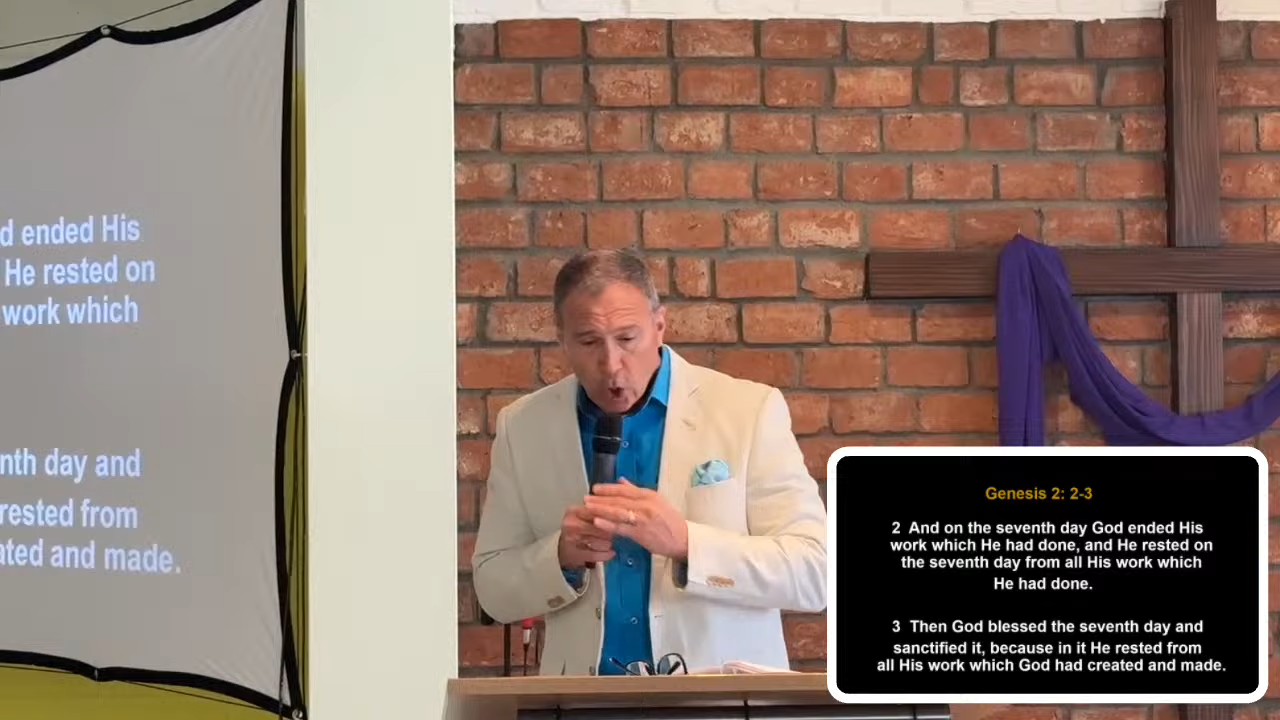 d ended His
He rested on
work which
nth day and
rested from
ated and made.
Genesis 2: 2-3
2 And on the seventh day God ended His
work which He had done, and He rested on
the seventh day from all His work which
He had done.
3 Then God blessed the seventh day and
sanctified it, because in it He rested from
all His work which God had created and made.